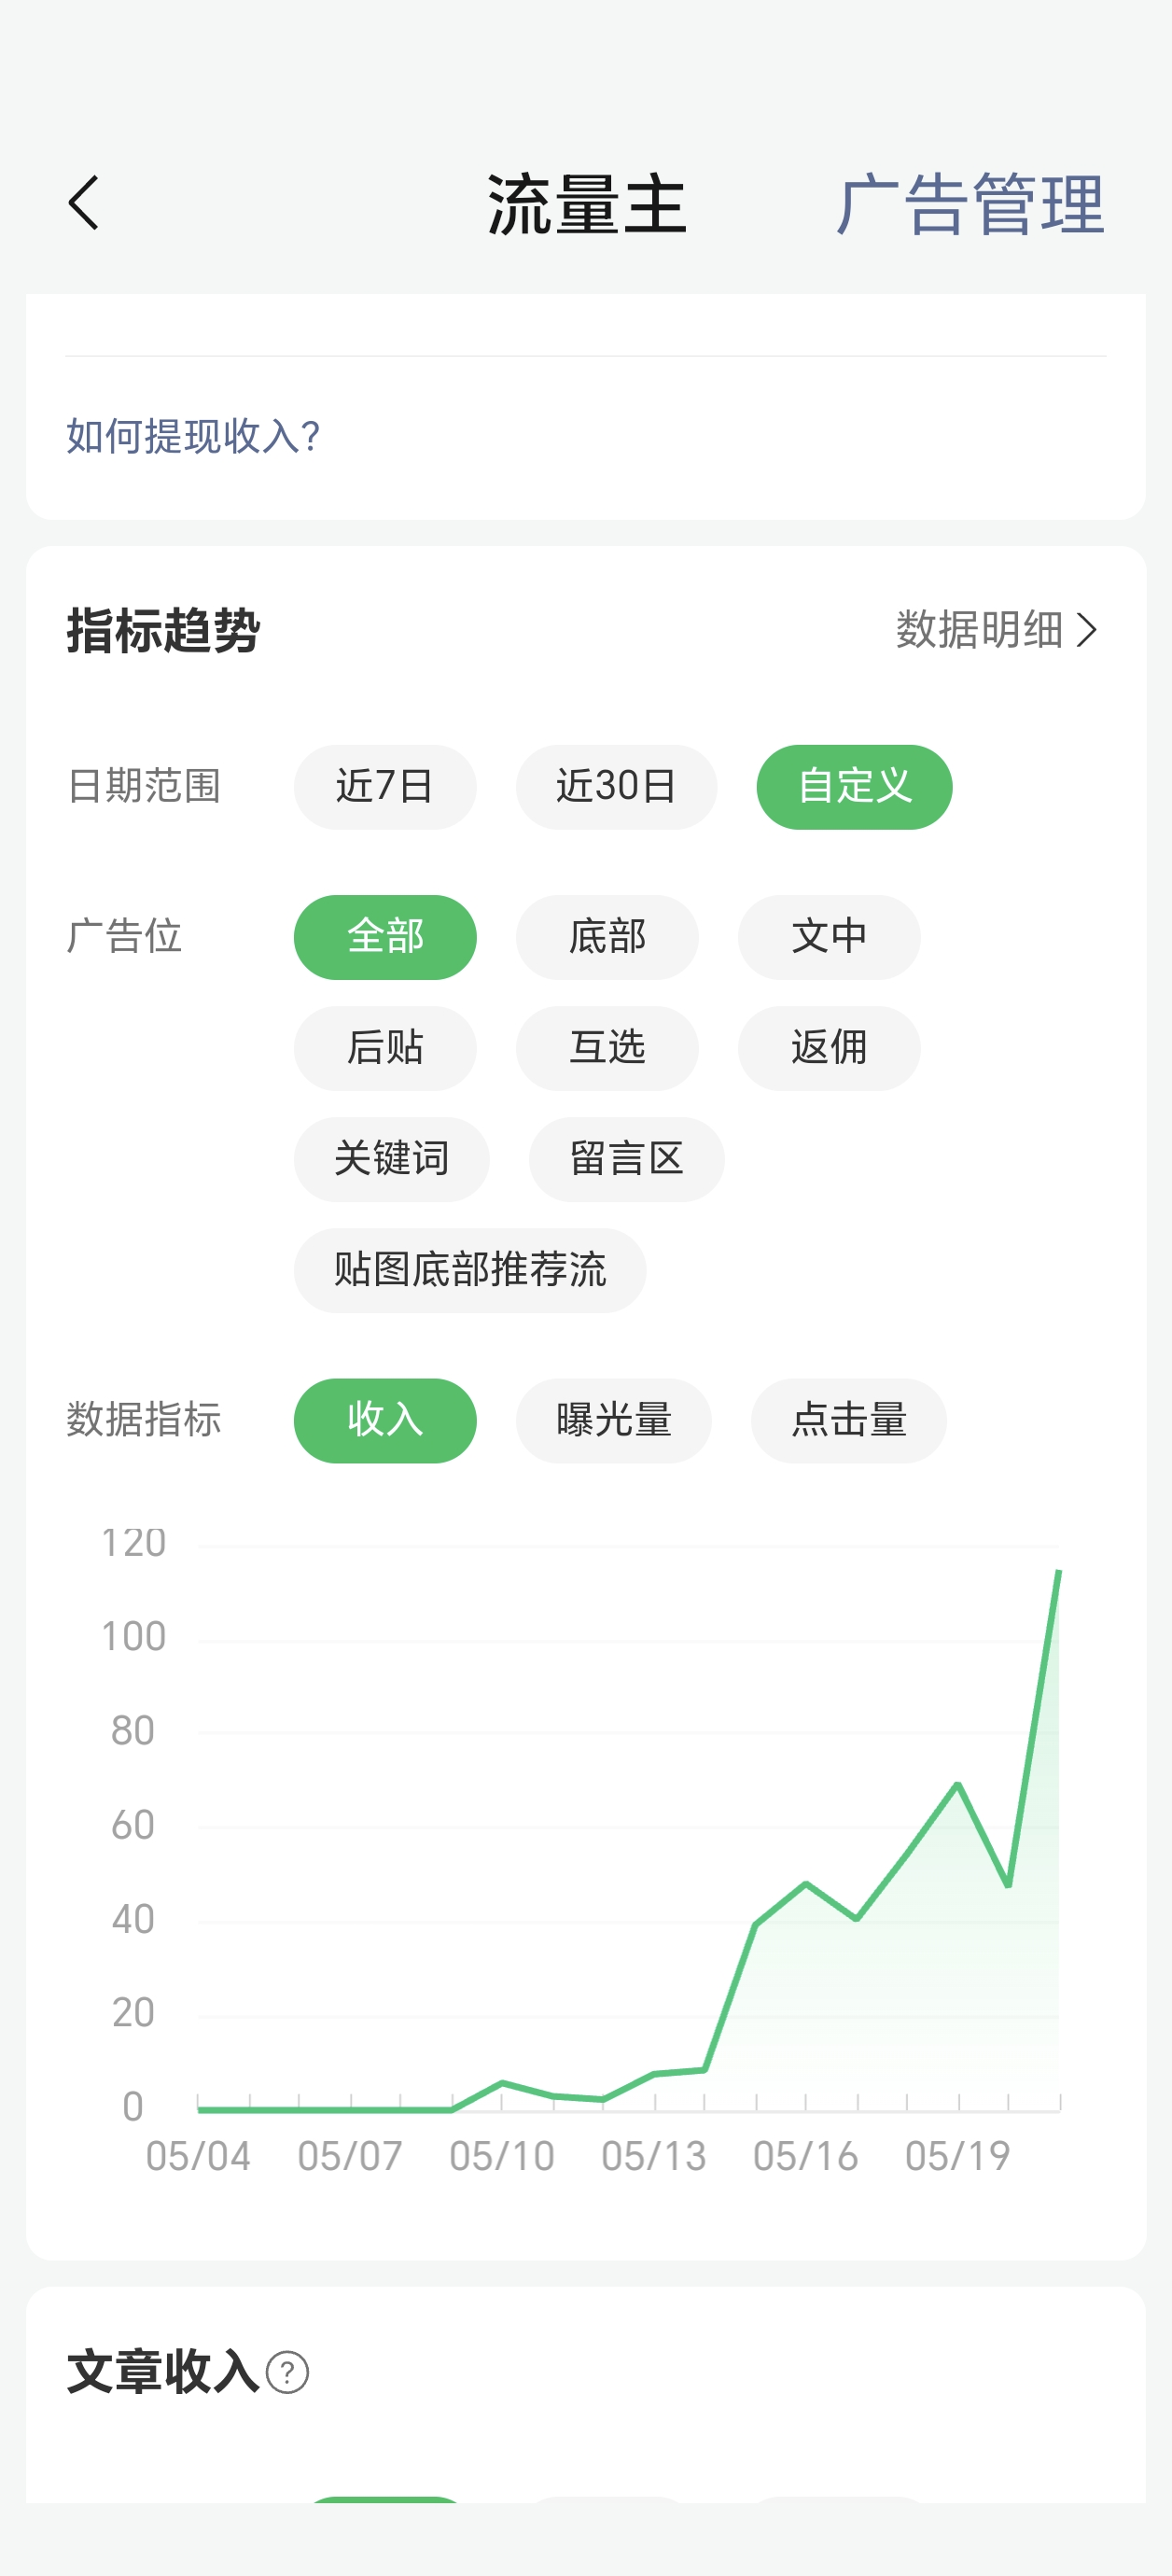 流量主 广告管理
如何提现收入?
指标趋势 数据明细
日期范围 近7日 近30日 自定义
广告位 全部 底部 文中
后贴 互选 返佣
关键词 留言区
贴图底部推荐流
数据指标 收入 曝光量 点击量
120
100
80
60
40
20
0
05/04 05/07 05/10 05/13 05/16 05/19
文章收入?